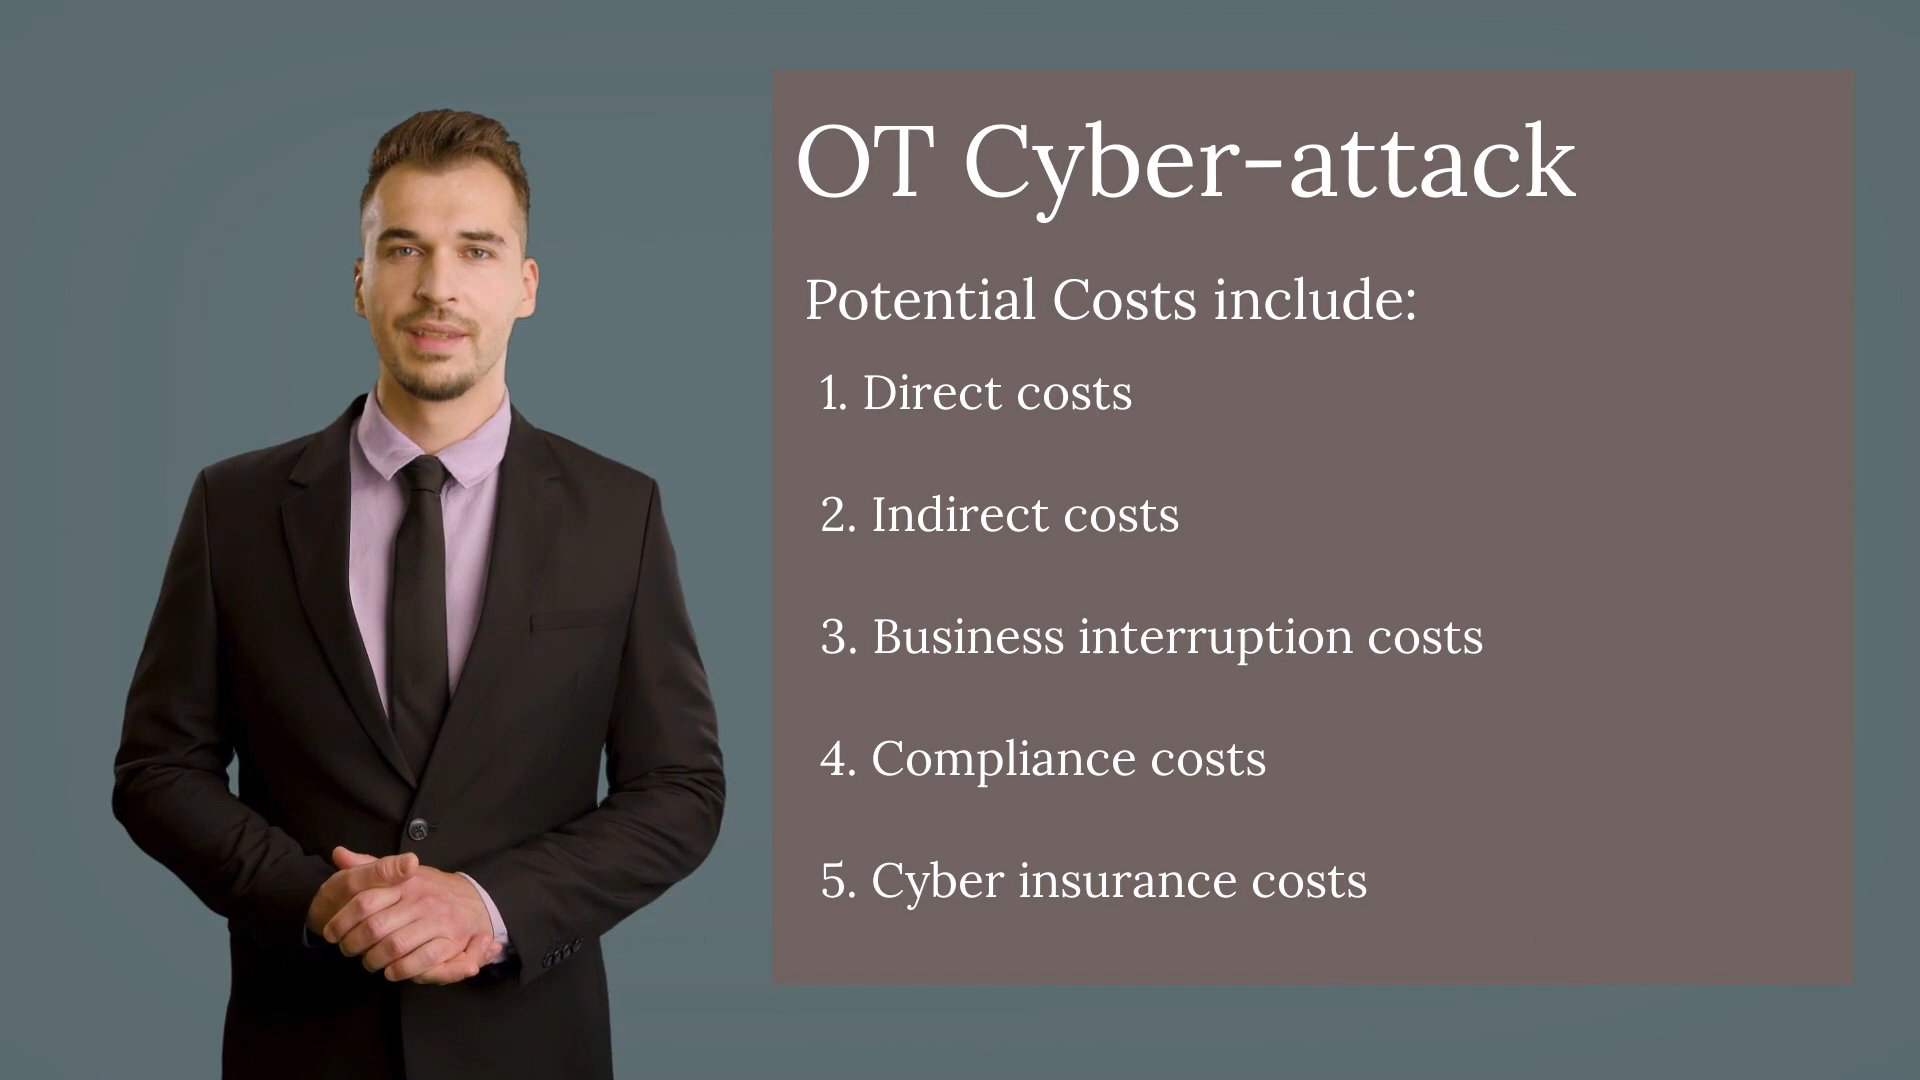 OT Cyber-attack
Potential Costs include:
1. Direct costs
2. Indirect costs
3. Business interruption costs
4. Compliance costs
5. Cyber insurance costs